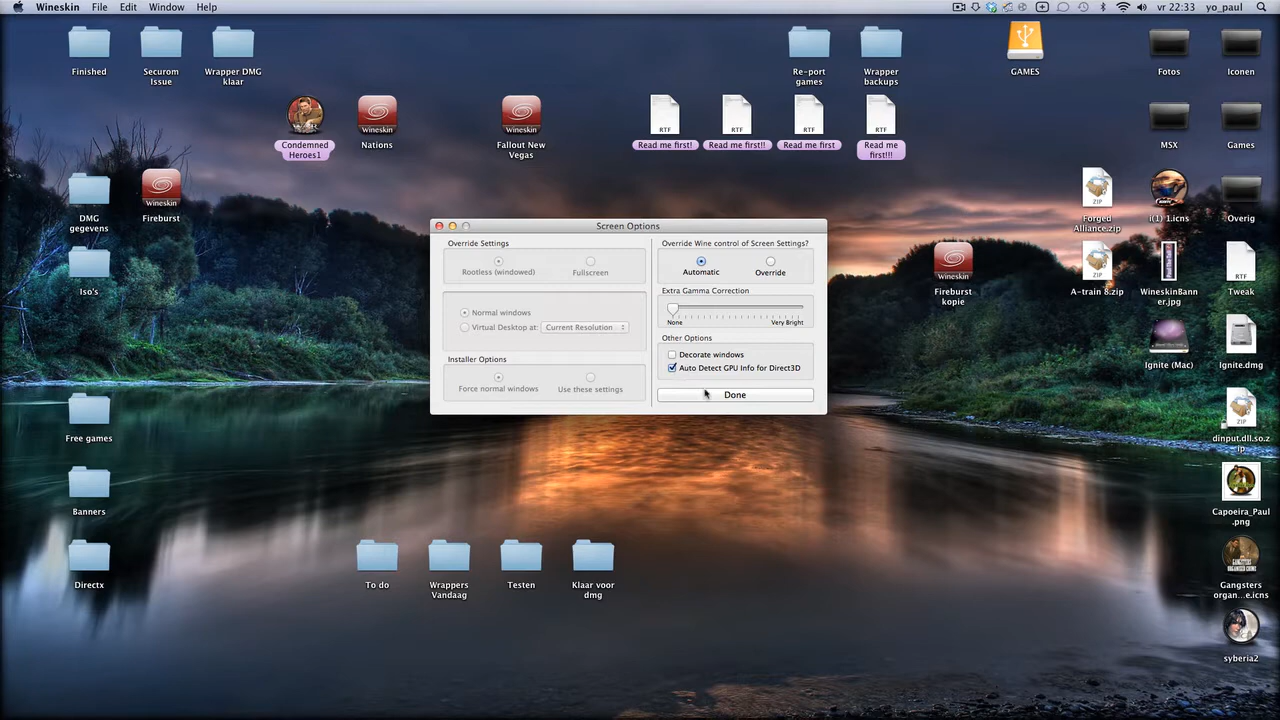 Wineskin File Edit Window Help
vr 22:33 yo_paul
Finished
Securom
Issue
Wrapper DMG
klaar
Re-port
games
Wrapper
backups
GAMES
Fotos
Iconen
Condemned
Heroes1
Wineskin
Nations
Wineskin
Fallout New
Vegas
RTF
Read me first!
RTF
Read me first!!
RTF
Read me first
RTF
Read me
first!!!
MSX
Games
DMG
gegevens
Wineskin
Fireburst
ZIP
Forged
Alliance.zip
i(1) 1.icns
Overig
Iso's
Wineskin
Fireburst
kopie
ZIP
A-train 8.zip
WineskinBann
er.jpg
RTF
Tweak
Screen Options
Override Settings
Rootless (windowed)
Fullscreen
Normal windows
Virtual Desktop at:
Current Resolution
Installer Options
Force normal windows
Use these settings
Override Wine control of Screen Settings?
Automatic
Override
Extra Gamma Correction
None
Very Bright
Other Options
Decorate windows
Auto Detect GPU Info for Direct3D
Done
Ignite (Mac)
Ignite.dmg
Free games
ZIP
dinput.dll.so.z
ip
Banners
Capoeira_Paul
.png
Directx
To do
Wrappers
Vandaag
Testen
Klaar voor
dmg
Gangsters
organ...e.icns
syberia2